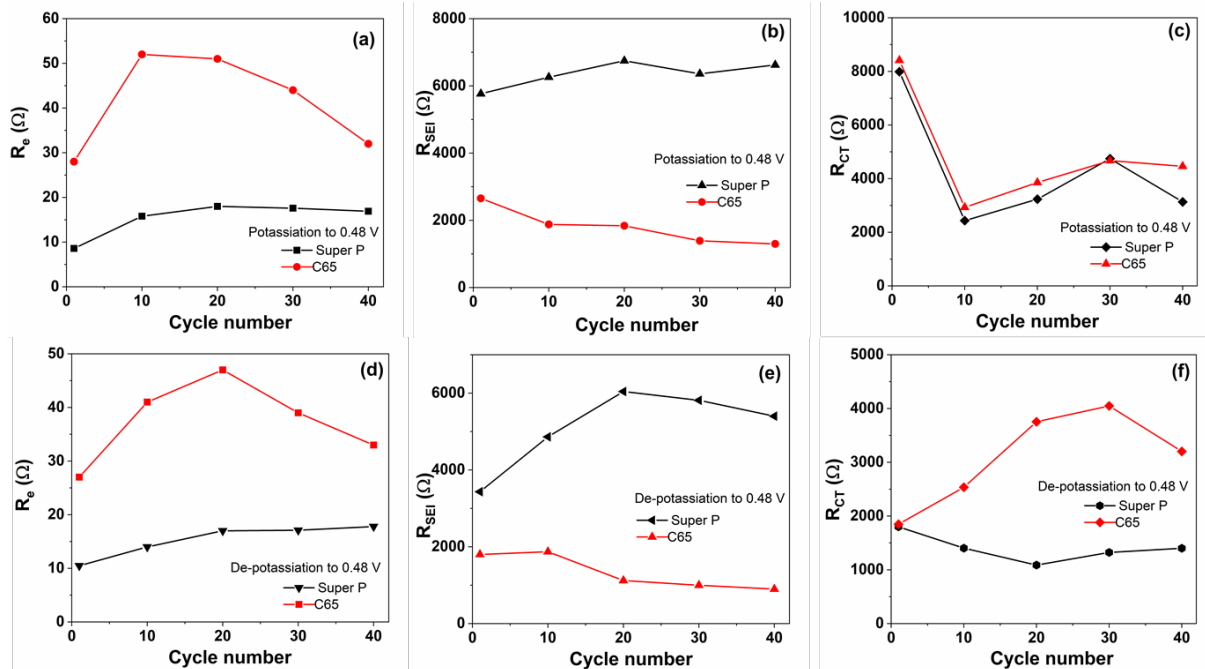 (a)
R_e (Ω)
60
50
40
30
20
10
0
Potassiation to 0.48 V
Super P
C65
0 10 20 30 40
Cycle number
(b)
R_SEI (Ω)
8000
6000
4000
2000
0
Potassiation to 0.48 V
Super P
C65
0 10 20 30 40
Cycle number
(c)
R_CT (Ω)
10000
8000
6000
4000
2000
0
Potassiation to 0.48 V
Super P
C65
0 10 20 30 40
Cycle number
(d)
R_e (Ω)
50
40
30
20
10
0
De-potassiation to 0.48 V
Super P
C65
0 10 20 30 40
Cycle number
(e)
R_SEI (Ω)
6000
4000
2000
0
De-potassiation to 0.48 V
Super P
C65
0 10 20 30 40
Cycle number
(f)
R_CT (Ω)
5000
4000
3000
2000
1000
0
De-potassiation to 0.48 V
Super P
C65
0 10 20 30 40
Cycle number